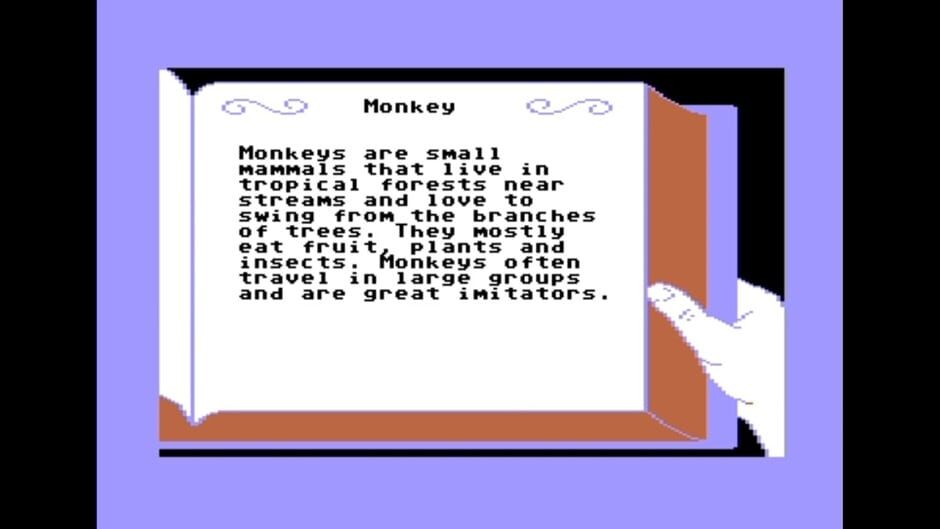 Monkey
Monkeys are small
mammals that live in
tropical forests near
streams and love to
swing from the branches
of trees. They mostly
eat fruit, plants and
insects. Monkeys often
travel in large groups
and are great imitators.